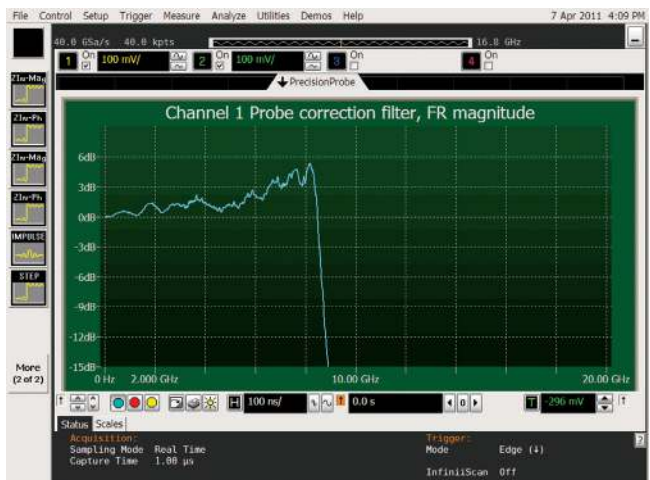 File Control Setup Trigger Measure Analyze Utilities Demos Help 7 Apr 2011 4:09 PM
40.0 GSa/s 40.0 kpts 16.8 GHz
1 On 100 mV/ 2 On 100 mV/ 3 On 4 On
PrecisionProbe
Channel 1 Probe correction filter, FR magnitude
ZIN-Mag
ZIN-Ph
ZIN-Mag
ZIN-Ph
IMPULSE
STEP
More
(2 of 2)
6dB
3dB
0dB
-3dB
-6dB
-9dB
-12dB
-15dB
0 Hz 2.000 GHz 10.00 GHz 20.00 GHz
H 100 ns/ 0.0 s 0 T -296 mV
Status Scales
Acquisition:
Sampling Mode Real Time
Capture Time 1.00 µs
Trigger:
Mode Edge (↓)
InfiniiScan Off
?